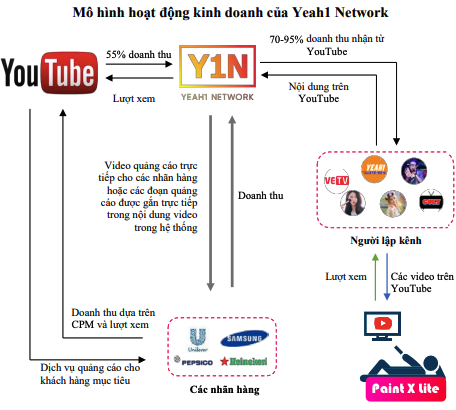 Mô hình hoạt động kinh doanh của Yeah1 Network
55% doanh thu
70-95% doanh thu nhận từ
YouTube
YouTube
Y1N
YEAH1 NETWORK
Lượt xem
Nội dung trên
YouTube
Video quảng cáo trực
tiếp cho các nhãn hàng
hoặc các đoạn quảng
cáo được gắn trực tiếp
trong nội dung video
trong hệ thống
Doanh thu
YEAH1
VETV
Người lập kênh
Lượt xem
Các video trên
YouTube
Doanh thu dựa trên
CPM và lượt xem
Unilever
SAMSUNG
PEPSICO
Heineken
Dịch vụ quảng cáo cho
khách hàng mục tiêu
Các nhãn hàng
Paint X lite